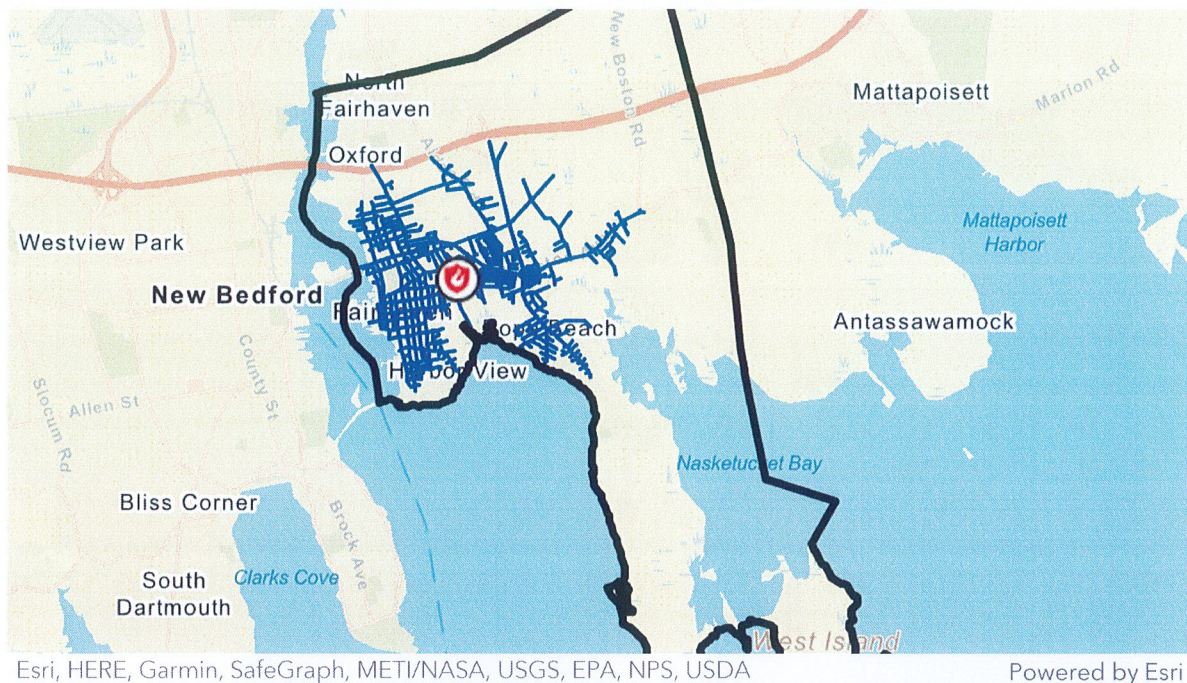 North
Fairhaven
New Boston Rd
Mattapoisett
Marion Rd
Oxford
Westview Park
Mattapoisett
Harbor
New Bedford
Fairhaven
Antassawamock
Beach
County St
View
Slocum Rd
Allen St
Nasketucket Bay
Bliss Corner
Brock Ave
South
Dartmouth
Clarks Cove
West Island
Esri, HERE, Garmin, SafeGraph, METI/NASA, USGS, EPA, NPS, USDA
Powered by Esri